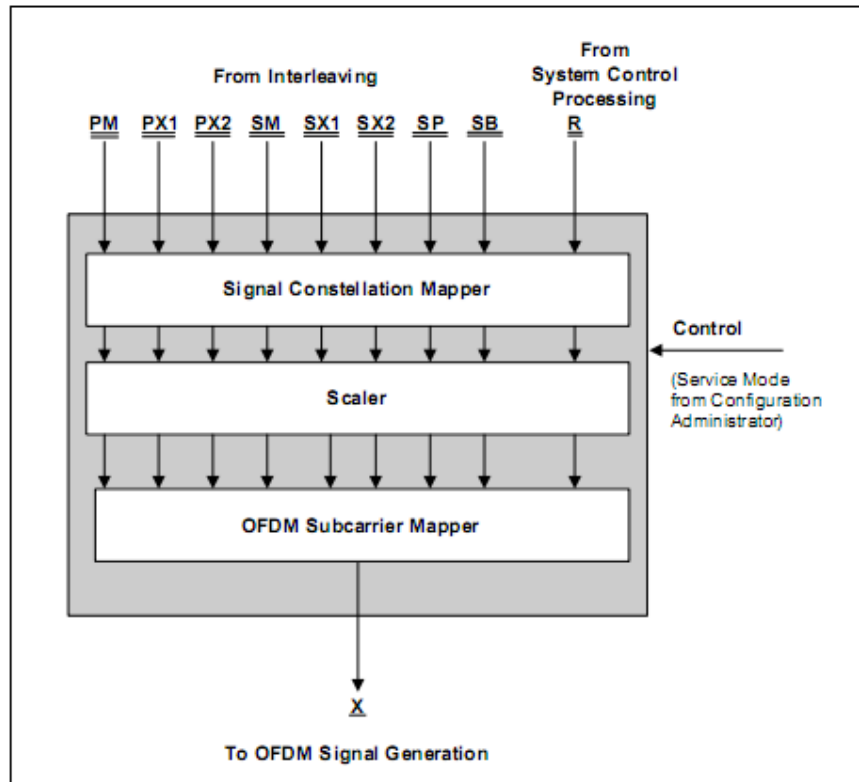 From Interleaving
From
System Control
Processing
PM PX1 PX2 SM SX1 SX2 SP SB R
Signal Constellation Mapper
Control
(Service Mode
from Configuration
Administrator)
Scaler
OFDM Subcarrier Mapper
X
To OFDM Signal Generation